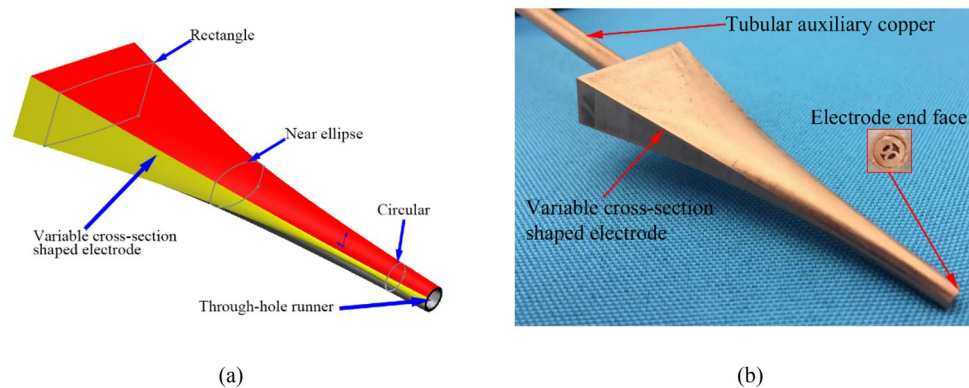 Rectangle
Near ellipse
Circular
Variable cross-section
shaped electrode
Through-hole runner
(a)
Tubular auxiliary copper
Electrode end face
Variable cross-section
shaped electrode
(b)